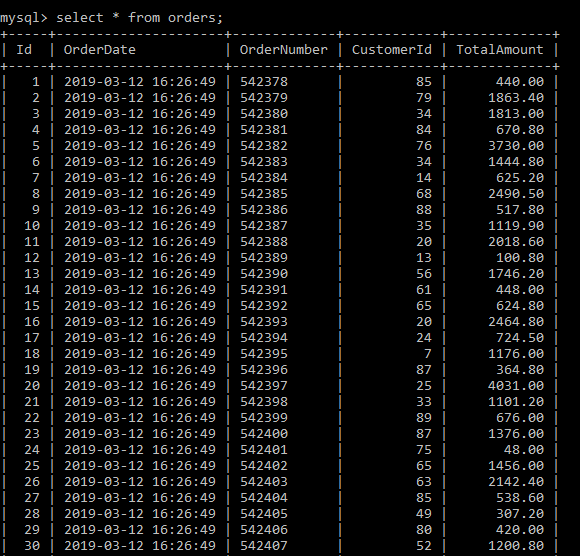 mysql> select * from orders;
+-----+---------------------+-------------+------------+-------------+
| Id | OrderDate | OrderNumber | CustomerId | TotalAmount |
+-----+---------------------+-------------+------------+-------------+
| 1 | 2019-03-12 16:26:49 | 542378 | 85 | 440.00 |
| 2 | 2019-03-12 16:26:49 | 542379 | 79 | 1863.40 |
| 3 | 2019-03-12 16:26:49 | 542380 | 34 | 1813.00 |
| 4 | 2019-03-12 16:26:49 | 542381 | 84 | 670.80 |
| 5 | 2019-03-12 16:26:49 | 542382 | 76 | 3730.00 |
| 6 | 2019-03-12 16:26:49 | 542383 | 34 | 1444.80 |
| 7 | 2019-03-12 16:26:49 | 542384 | 14 | 625.20 |
| 8 | 2019-03-12 16:26:49 | 542385 | 68 | 2490.50 |
| 9 | 2019-03-12 16:26:49 | 542386 | 88 | 517.80 |
| 10 | 2019-03-12 16:26:49 | 542387 | 35 | 1119.90 |
| 11 | 2019-03-12 16:26:49 | 542388 | 20 | 2018.60 |
| 12 | 2019-03-12 16:26:49 | 542389 | 13 | 100.80 |
| 13 | 2019-03-12 16:26:49 | 542390 | 56 | 1746.20 |
| 14 | 2019-03-12 16:26:49 | 542391 | 61 | 448.00 |
| 15 | 2019-03-12 16:26:49 | 542392 | 65 | 624.80 |
| 16 | 2019-03-12 16:26:49 | 542393 | 20 | 2464.80 |
| 17 | 2019-03-12 16:26:49 | 542394 | 24 | 724.50 |
| 18 | 2019-03-12 16:26:49 | 542395 | 7 | 1176.00 |
| 19 | 2019-03-12 16:26:49 | 542396 | 87 | 364.80 |
| 20 | 2019-03-12 16:26:49 | 542397 | 25 | 4031.00 |
| 21 | 2019-03-12 16:26:49 | 542398 | 33 | 1101.20 |
| 22 | 2019-03-12 16:26:49 | 542399 | 89 | 676.00 |
| 23 | 2019-03-12 16:26:49 | 542400 | 87 | 1376.00 |
| 24 | 2019-03-12 16:26:49 | 542401 | 75 | 48.00 |
| 25 | 2019-03-12 16:26:49 | 542402 | 65 | 1456.00 |
| 26 | 2019-03-12 16:26:49 | 542403 | 63 | 2142.40 |
| 27 | 2019-03-12 16:26:49 | 542404 | 85 | 538.60 |
| 28 | 2019-03-12 16:26:49 | 542405 | 49 | 307.20 |
| 29 | 2019-03-12 16:26:49 | 542406 | 80 | 420.00 |
| 30 | 2019-03-12 16:26:49 | 542407 | 52 | 1200.80 |